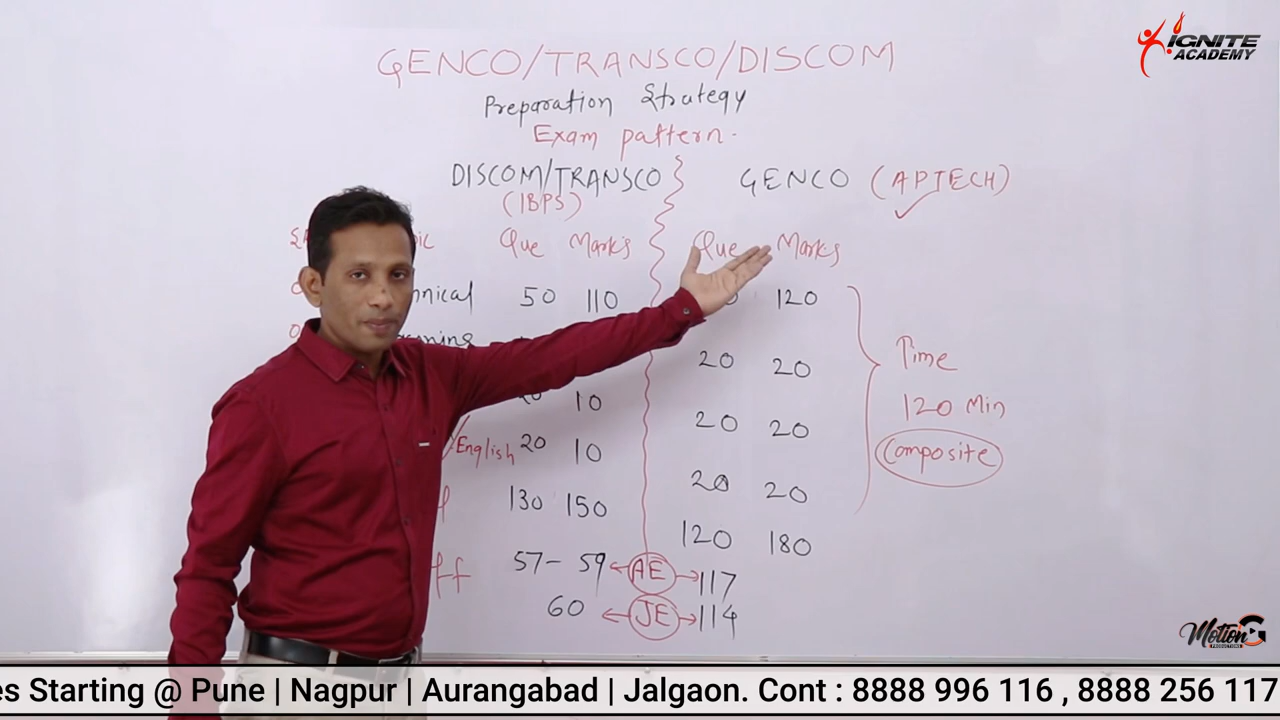 IGNITE
ACADEMY
GENCO/TRANSCO/DISCOM
Preparation Strategy
Exam pattern.
DISCOM/TRANSCO GENCO (APTECH)
(IBPS)
Que Mark's Que Marks
50 110 120
20 20
10 20 20
/English 20 10
130 150 20 20
120 180
57 - 59 AE 117
60 JE 114
Time
120 Min
Composite
Motion G
PRODUCTIONS
es Starting @ Pune | Nagpur | Aurangabad | Jalgaon. Cont : 8888 996 116 , 8888 256 117